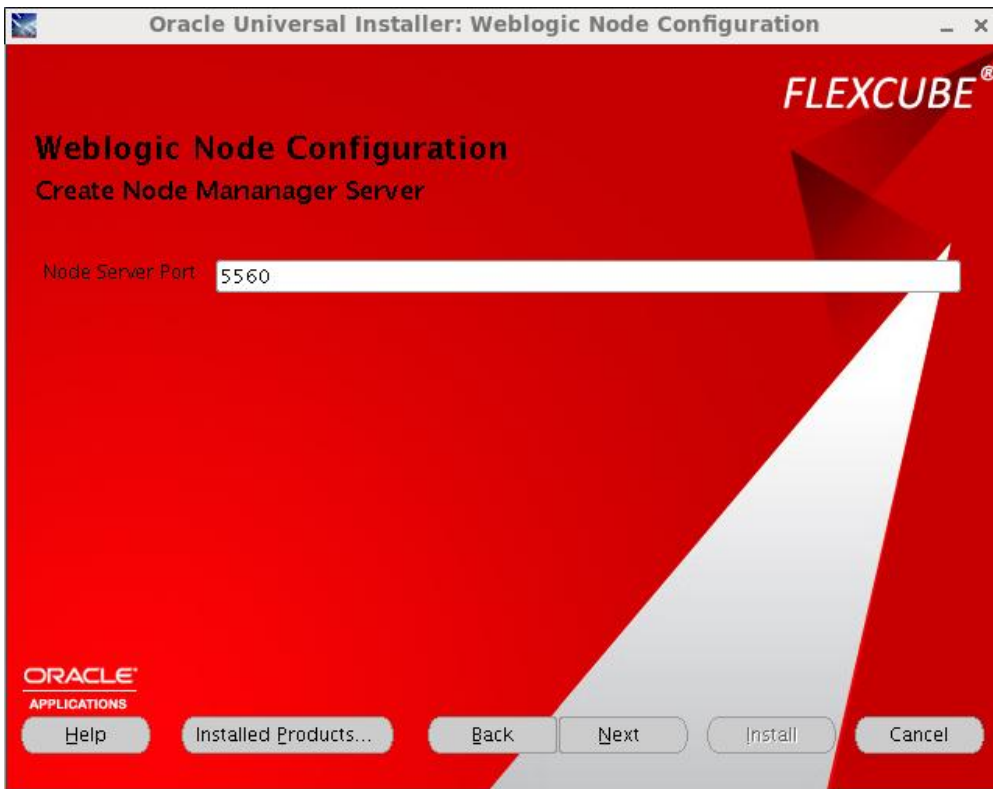 Oracle Universal Installer: Weblogic Node Configuration
FLEXCUBE®
Weblogic Node Configuration
Create Node Mananager Server
Node Server Port 5560
ORACLE®
APPLICATIONS
Help Installed Products... Back Next Install Cancel